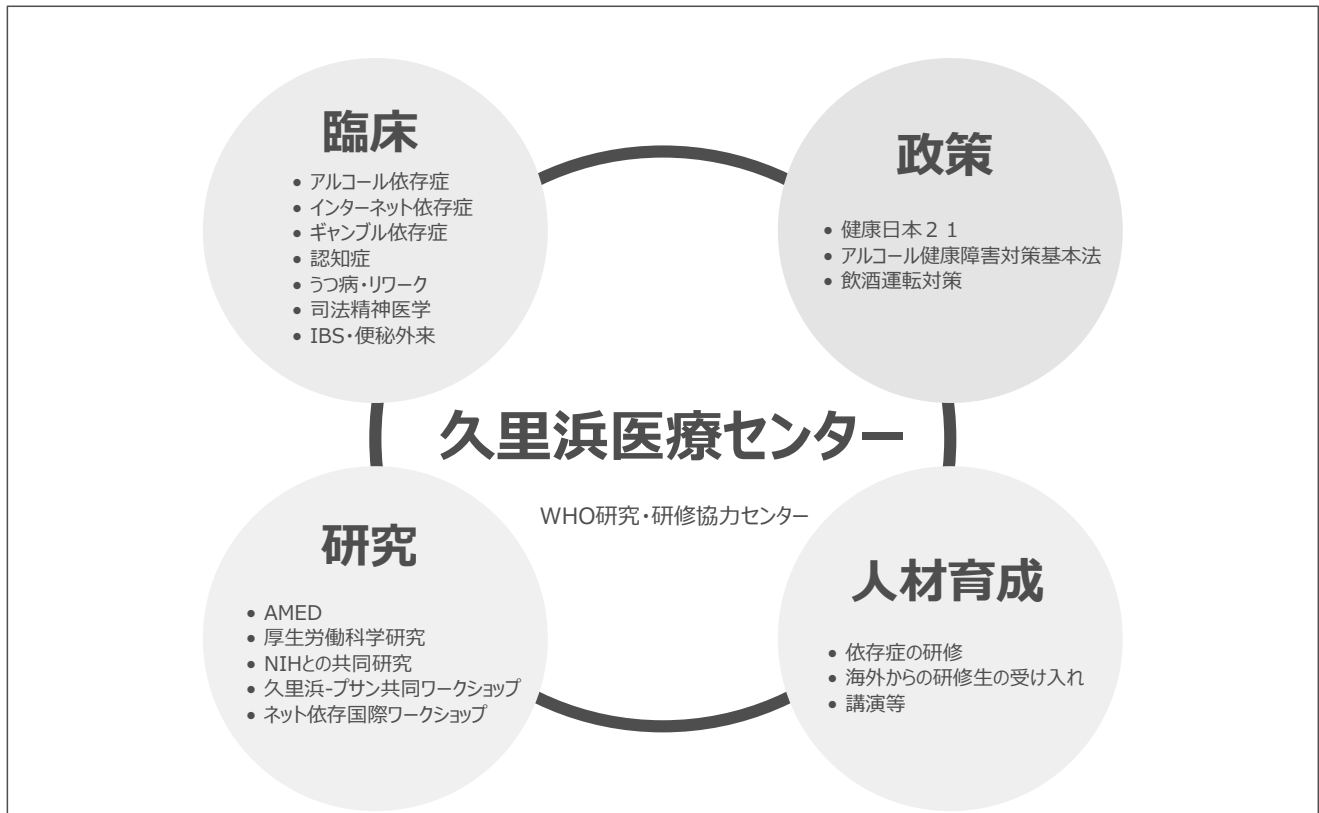 臨床
• アルコール依存症
• インターネット依存症
• ギャンブル依存症
• 認知症
• うつ病・リワーク
• 司法精神医学
• IBS・便秘外来
政策
• 健康日本２１
• アルコール健康障害対策基本法
• 飲酒運転対策
久里浜医療センター
WHO研究・研修協力センター
研究
• AMED
• 厚生労働科学研究
• NIHとの共同研究
• 久里浜-プサン共同ワークショップ
• ネット依存国際ワークショップ
人材育成
• 依存症の研修
• 海外からの研修生の受け入れ
• 講演等